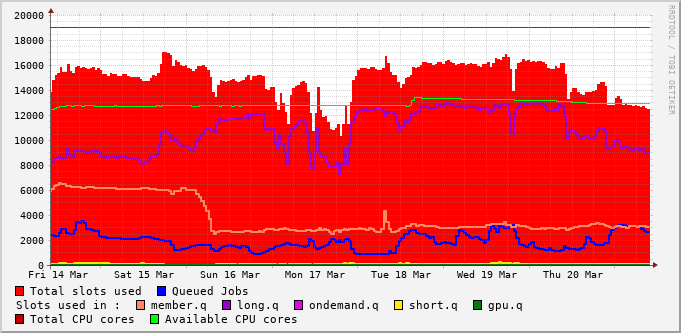 20000
18000
16000
14000
12000
10000
8000
6000
4000
2000
0
Fri 14 Mar Sat 15 Mar Sun 16 Mar Mon 17 Mar Tue 18 Mar Wed 19 Mar Thu 20 Mar
Total slots used Queued Jobs
Slots used in : member.q long.q ondemand.q short.q gpu.q
Total CPU cores Available CPU cores
RRDTOOL / TOBI OETIKER